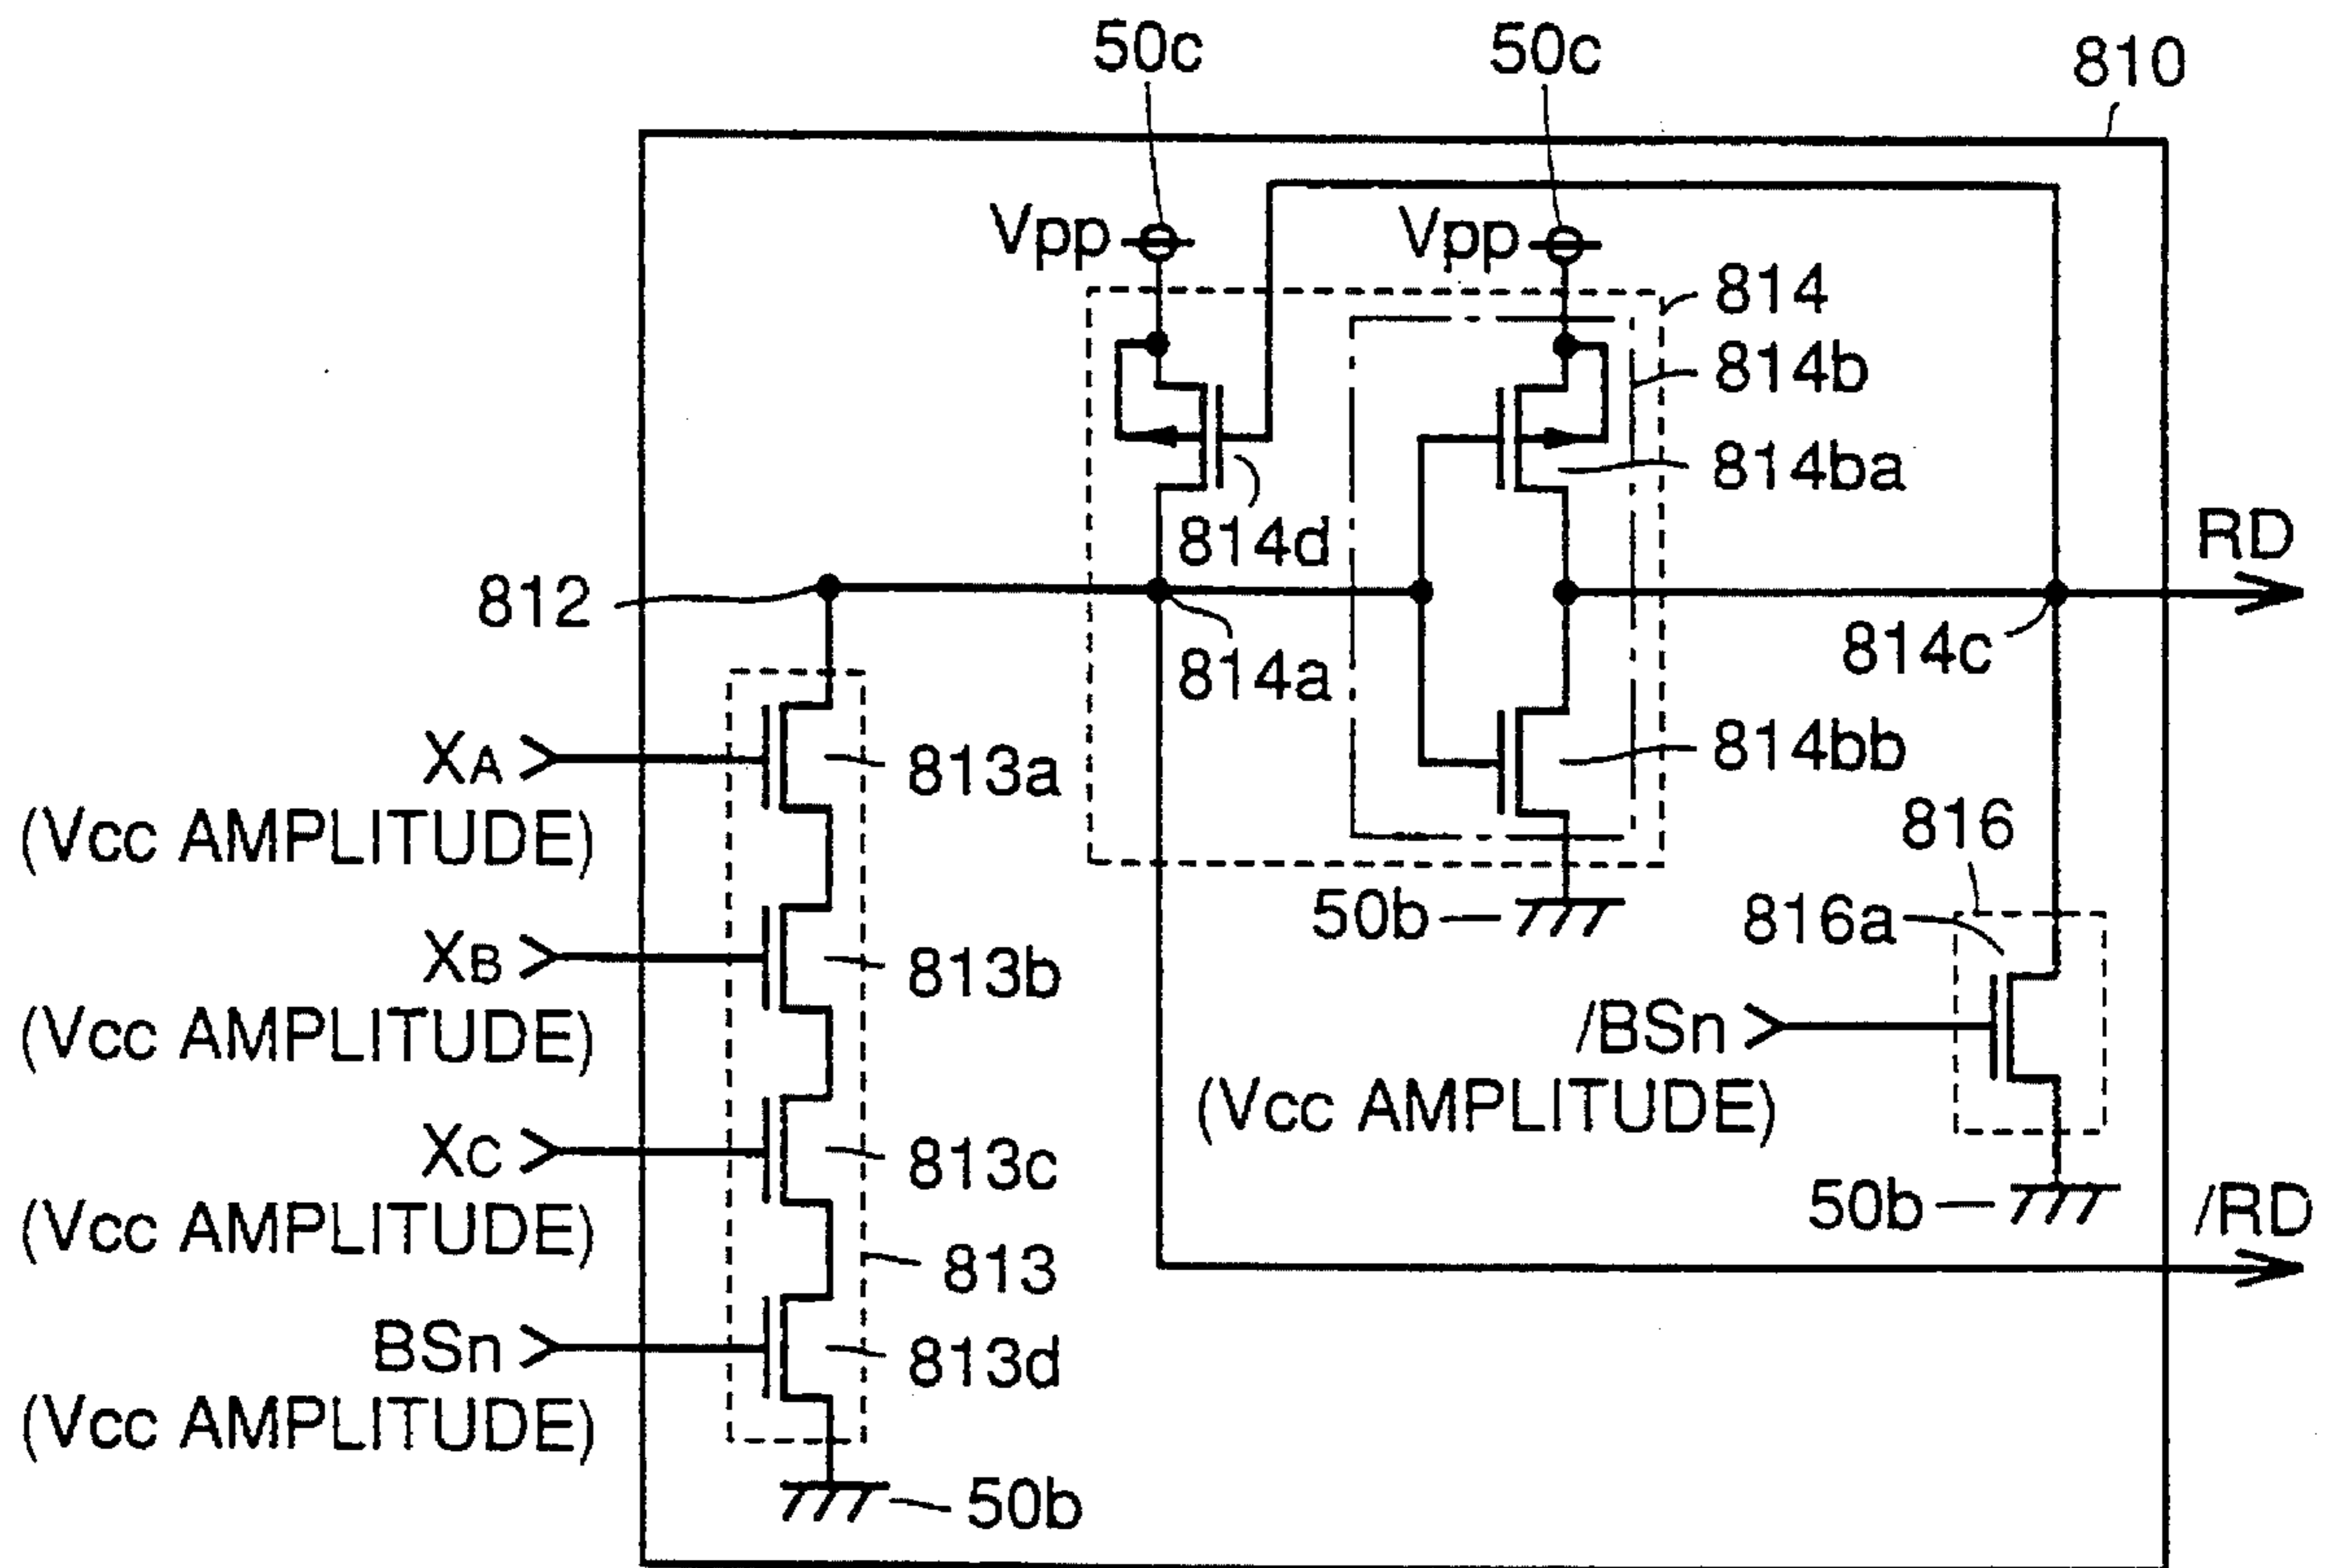 50c
50c
810
Vpp
Vpp
814
814b
814ba
814d
RD
812
814a
814c
XA
813a
814bb
(Vcc AMPLITUDE)
816
50b
816a
XB
813b
(Vcc AMPLITUDE)
/BSn
(Vcc AMPLITUDE)
XC
813c
(Vcc AMPLITUDE)
50b
/RD
813
BSn
813d
(Vcc AMPLITUDE)
50b